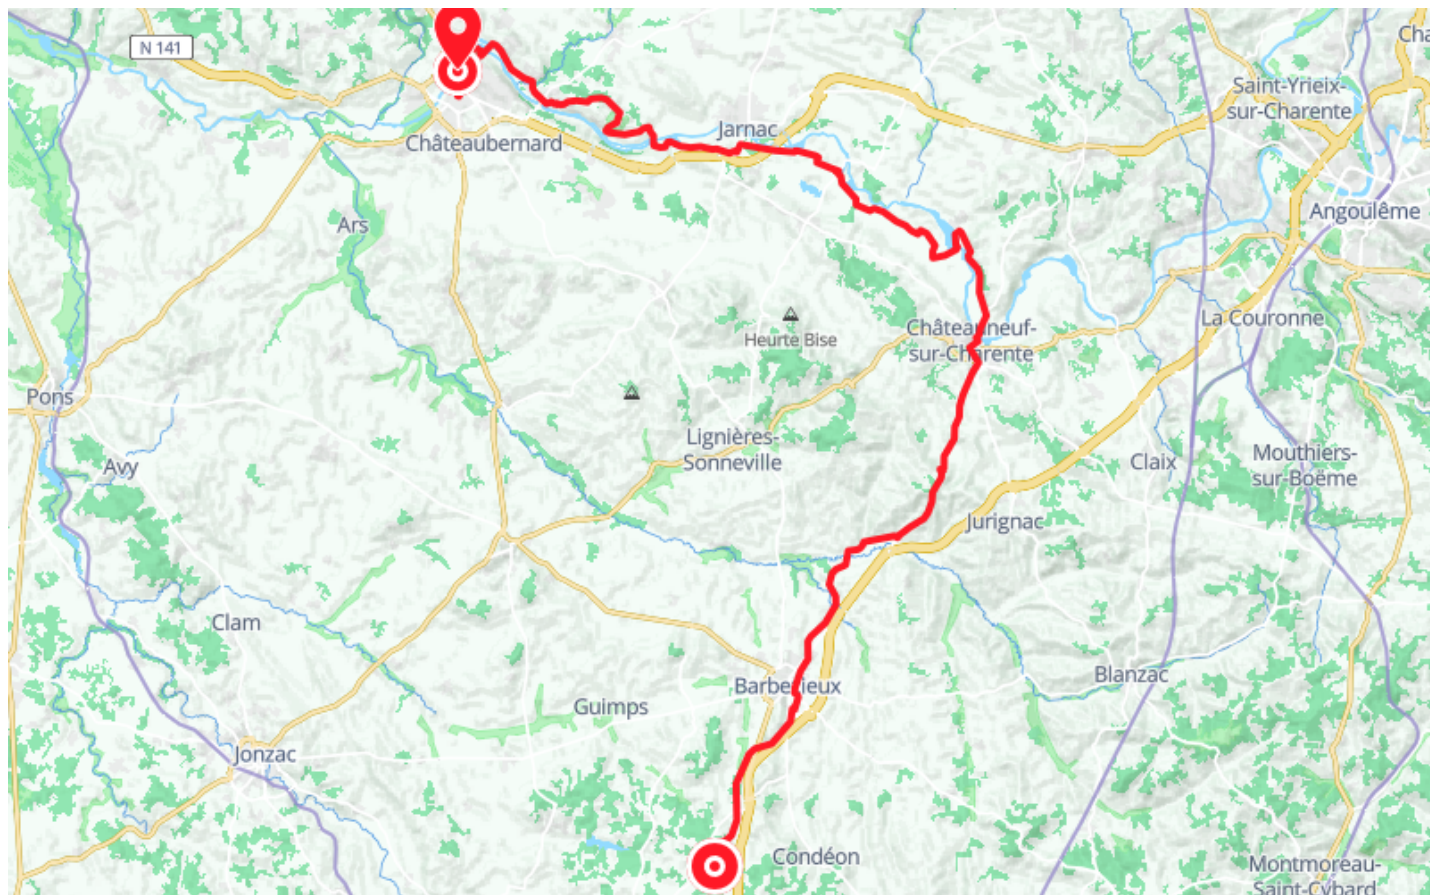 N 141
Cha
Saint-Yrieix-
sur-Charente
Jarnac
Châteaubernard
Angoulême
Ars
La Couronne
Châteauneuf-
sur-Charente
Heurte Bise
Pons
Lignières-
Sonneville
Avy
Claix
Mouthiers-
sur-Boëme
Jurignac
Clam
Blanzac
Barbezieux
Guimps
Jonzac
Condéon
Montmoreau-
Saint-Cybard